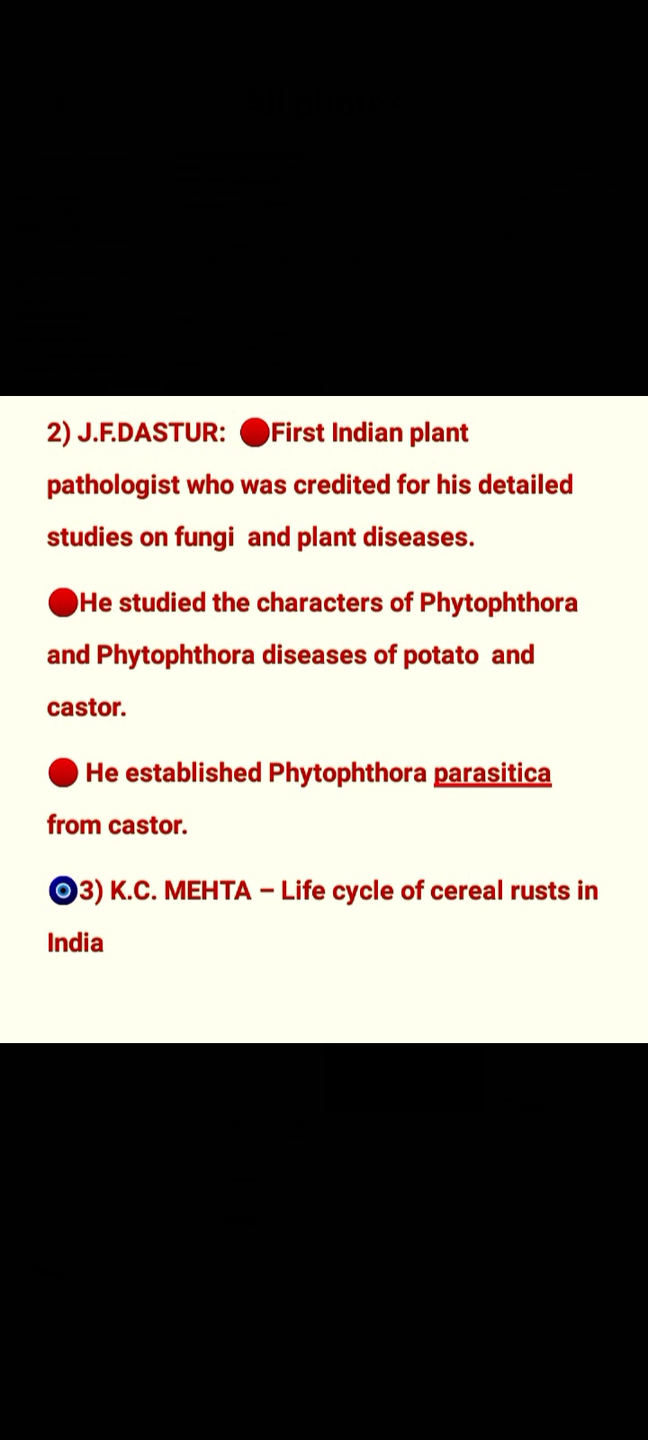 2) J.F.DASTUR: 🔴First Indian plant
pathologist who was credited for his detailed
studies on fungi and plant diseases.
🔴He studied the characters of Phytophthora
and Phytophthora diseases of potato and
castor.
🔴 He established Phytophthora parasitica
from castor.
🧿3) K.C. MEHTA – Life cycle of cereal rusts in
India